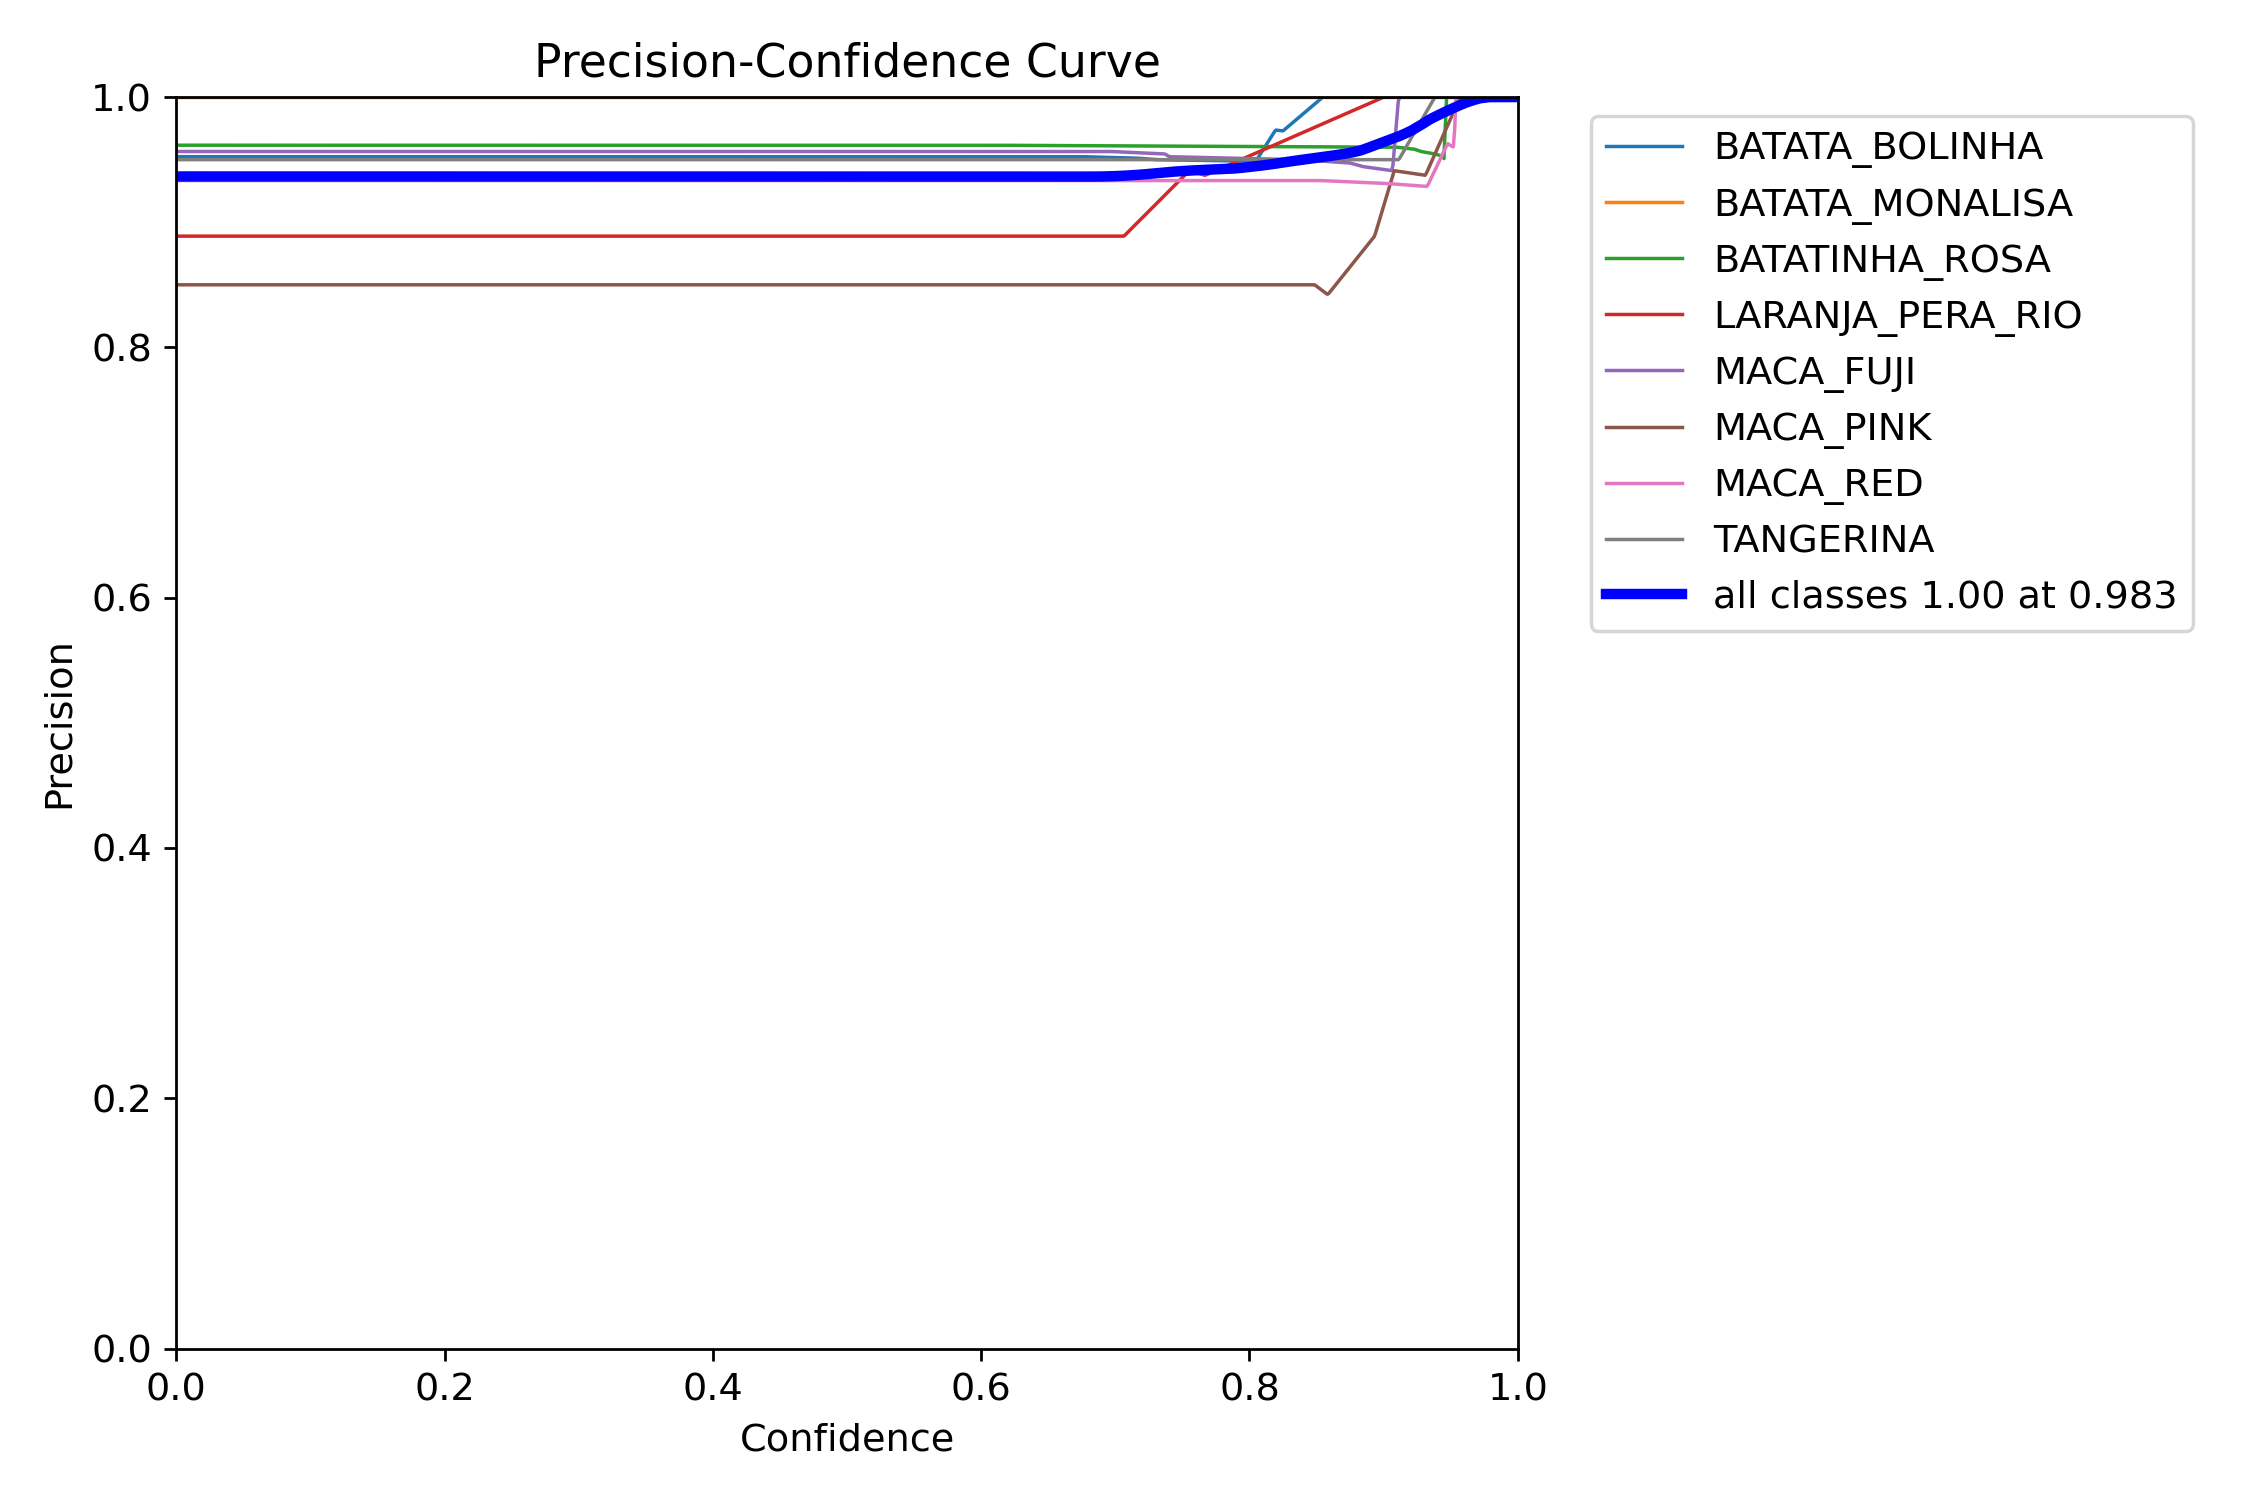 Precision-Confidence Curve
1.0
0.8
0.6
0.4
0.2
0.0
Precision
0.0 0.2 0.4 0.6 0.8 1.0
Confidence
BATATA_BOLINHA
BATATA_MONALISA
BATATINHA_ROSA
LARANJA_PERA_RIO
MACA_FUJI
MACA_PINK
MACA_RED
TANGERINA
all classes 1.00 at 0.983